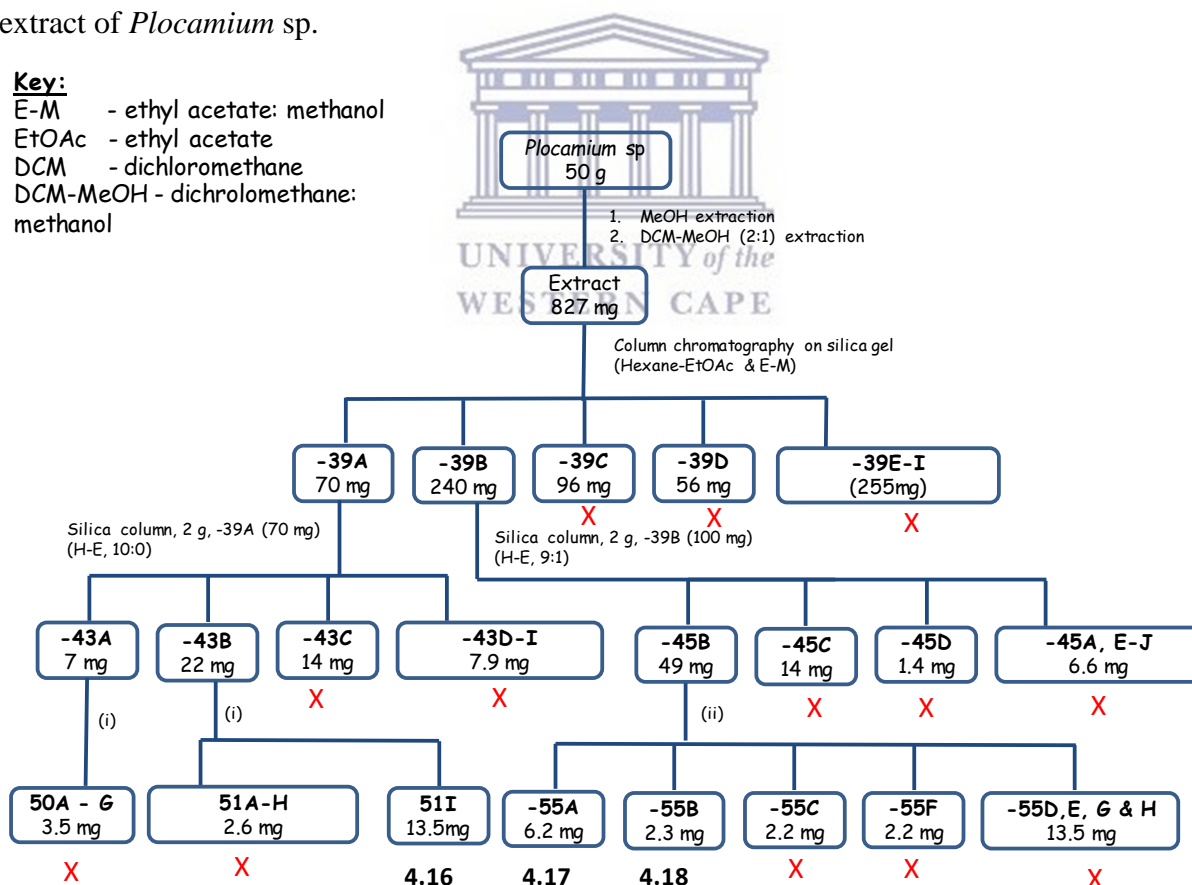 extract of Plocamium sp.
Key:
E-M - ethyl acetate: methanol
EtOAc - ethyl acetate
DCM - dichloromethane
DCM-MeOH - dichrolomethane:
methanol
Plocamium sp
50 g
1. MeOH extraction
2. DCM-MeOH (2:1) extraction
UNIVERSITY of the
WESTERN CAPE
Extract
827 mg
Column chromatography on silica gel
(Hexane-EtOAc & E-M)
-39A
70 mg
-39B
240 mg
-39C
96 mg
-39D
56 mg
-39E-I
(255mg)
X
X
X
Silica column, 2 g, -39A (70 mg)
(H-E, 10:0)
Silica column, 2 g, -39B (100 mg)
(H-E, 9:1)
-43A
7 mg
-43B
22 mg
-43C
14 mg
-43D-I
7.9 mg
-45B
49 mg
-45C
14 mg
-45D
1.4 mg
-45A, E-J
6.6 mg
X
X
X
X
X
(i)
(i)
(ii)
50A - G
3.5 mg
51A-H
2.6 mg
51I
13.5mg
-55A
6.2 mg
-55B
2.3 mg
-55C
2.2 mg
-55F
2.2 mg
-55D,E, G & H
13.5 mg
X
X
4.16
4.17
4.18
X
X
X